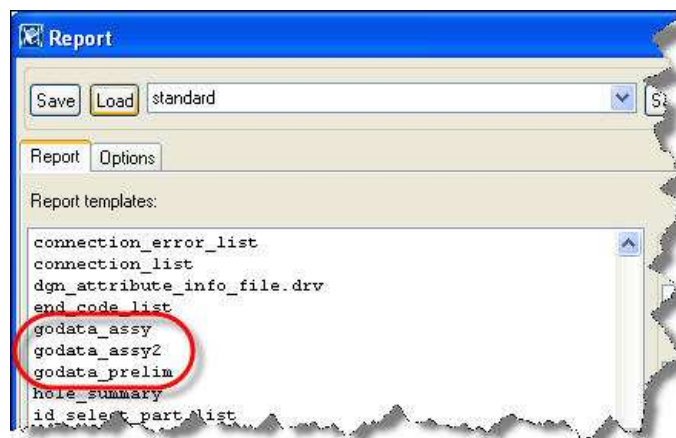 Report
Save Load standard
Report Options
Report templates:
connection_error_list
connection_list
dgn_attribute_info_file.drv
end_code_list
godata_assy
godata_assy2
godata_prelim
hole_summary
id_select_part_list